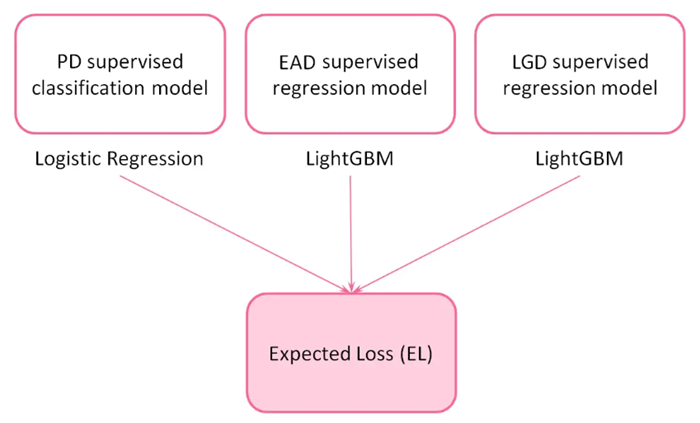 PD supervised
classification model
EAD supervised
regression model
LGD supervised
regression model
Logistic Regression
LightGBM
LightGBM
Expected Loss (EL)